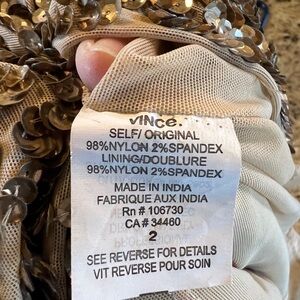 VINCE.
SELF/ ORIGINAL
98%NYLON 2%SPANDEX
LINING/DOUBLURE
98%NYLON 2%SPANDEX
MADE IN INDIA
FABRIQUE AUX INDIA
Rn # 106730
CA # 34460
2
SEE REVERSE FOR DETAILS
VIT REVERSE POUR SOIN